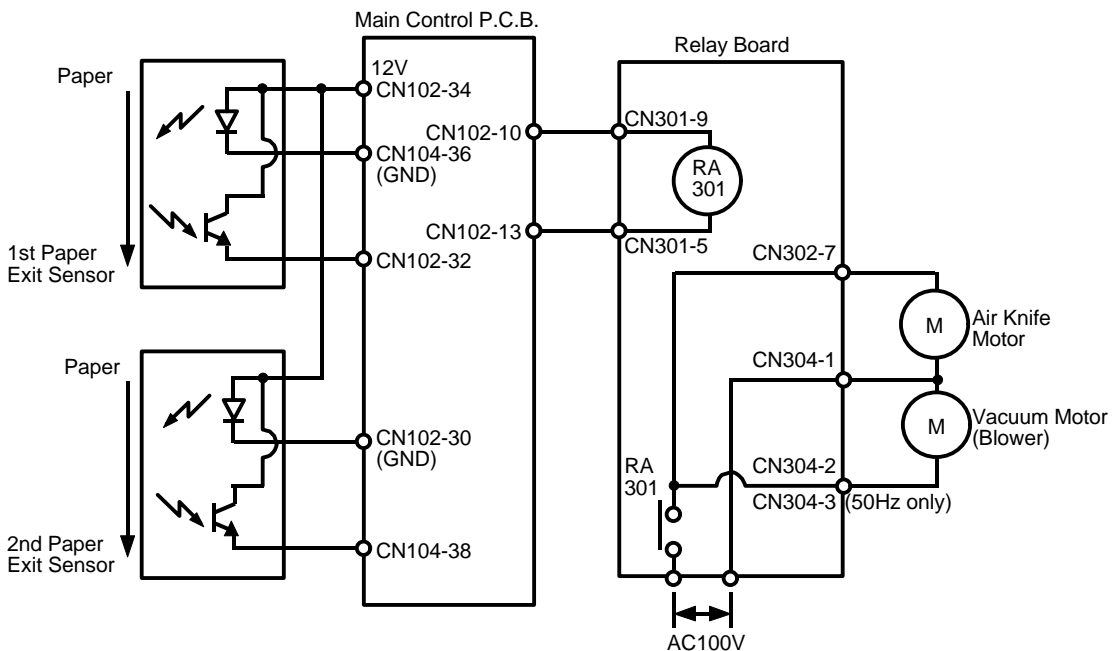 Main Control P.C.B.
Relay Board
Paper
12V
CN102-34
CN102-10
CN104-36
(GND)
CN102-13
CN102-32
1st Paper
Exit Sensor
CN301-9
RA
301
CN301-5
CN302-7
M
Air Knife
Motor
CN304-1
M
Vacuum Motor
(Blower)
CN304-2
CN304-3 (50Hz only)
RA
301
AC100V
Paper
CN102-30
(GND)
CN104-38
2nd Paper
Exit Sensor